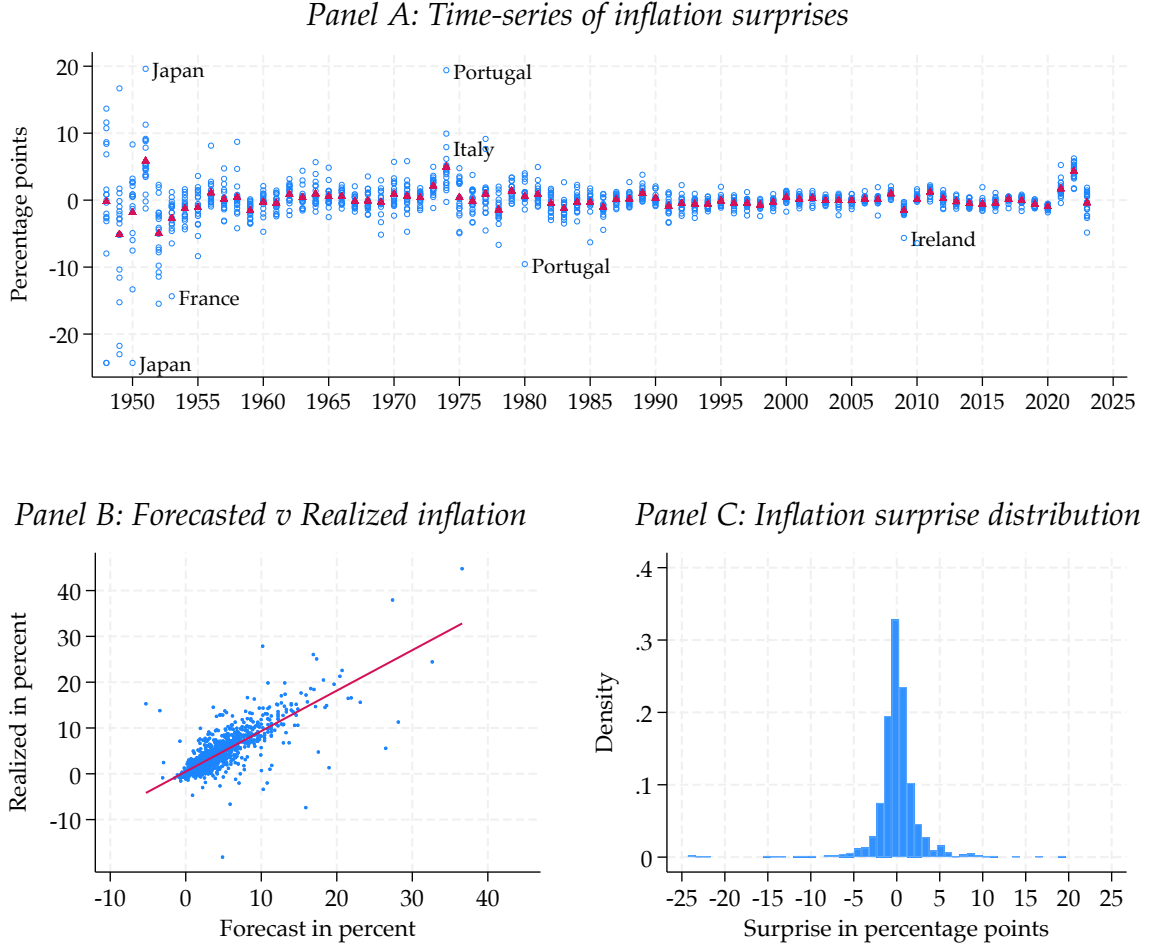 Panel A: Time-series of inflation surprises
Percentage points
20
10
0
-10
-20
Japan
Portugal
Italy
Ireland
Portugal
France
Japan
1950 1955 1960 1965 1970 1975 1980 1985 1990 1995 2000 2005 2010 2015 2020 2025
Panel B: Forecasted v Realized inflation
Realized in percent
40
30
20
10
0
-10
-10 0 10 20 30 40
Forecast in percent
Panel C: Inflation surprise distribution
Density
.4
.3
.2
.1
0
-25 -20 -15 -10 -5 0 5 10 15 20 25
Surprise in percentage points